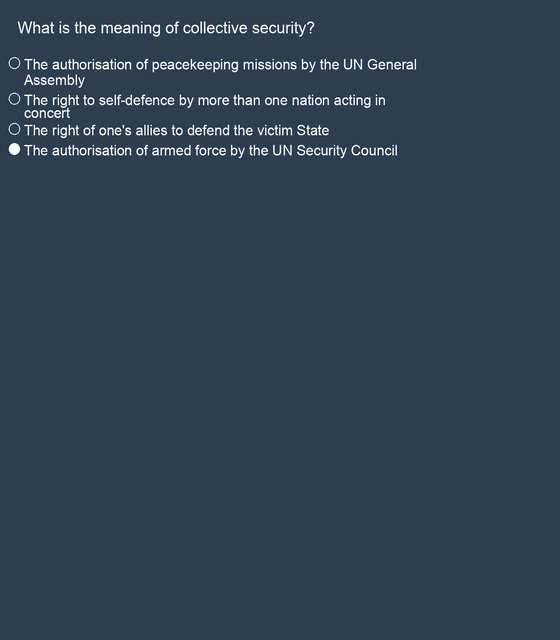 What is the meaning of collective security?
The authorisation of peacekeeping missions by the UN General
Assembly
The right to self-defence by more than one nation acting in
concert
The right of one's allies to defend the victim State
The authorisation of armed force by the UN Security Council